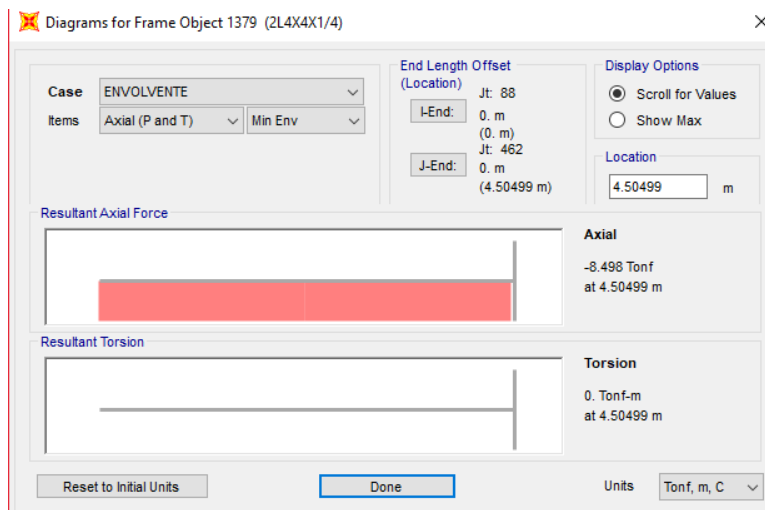 Diagrams for Frame Object 1379 (2L4X4X1/4)
Case ENVOLVENTE
Items Axial (P and T) Min Env
End Length Offset
(Location)
Jt: 88
I-End: 0. m
(0. m)
Jt: 462
J-End: 0. m
(4.50499 m)
Display Options
Scroll for Values
Show Max
Location
4.50499 m
Resultant Axial Force
Axial
-8.498 Tonf
at 4.50499 m
Resultant Torsion
Torsion
0. Tonf-m
at 4.50499 m
Reset to Initial Units Done Units Tonf, m, C